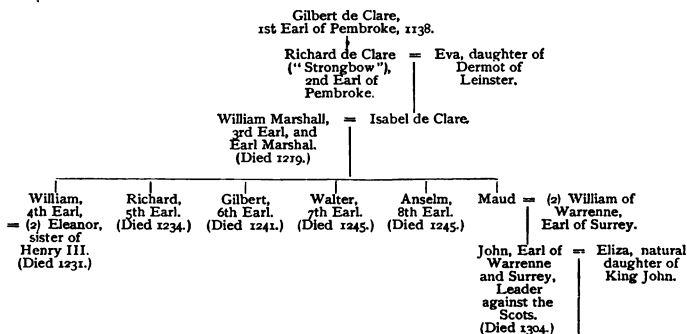 Gilbert de Clare,
1st Earl of Pembroke, 1138.
Richard de Clare = Eva, daughter of
("Strongbow"), Dermot of
2nd Earl of Leinster.
Pembroke.
William Marshall, = Isabel de Clare.
3rd Earl, and
Earl Marshal.
(Died 1219.)
William,
4th Earl,
= (2) Eleanor,
sister of
Henry III.
(Died 1231.)
Richard,
5th Earl.
(Died 1234.)
Gilbert,
6th Earl.
(Died 1241.)
Walter,
7th Earl.
(Died 1245.)
Anselm,
8th Earl.
(Died 1245.)
Maud = (2) William of
Warrenne,
Earl of Surrey.
John, Earl of = Eliza, natural
Warrenne daughter of
and Surrey, King John.
Leader
against the
Scots.
(Died 1304.)